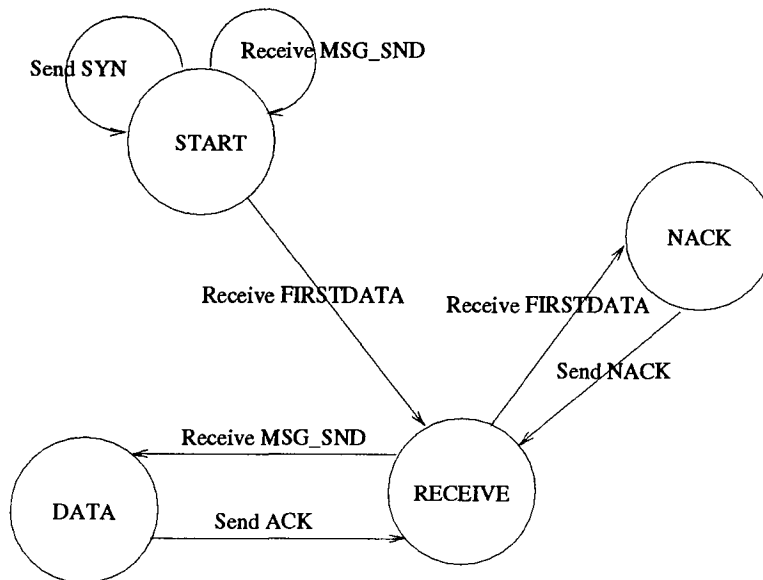 Receive MSG_SND
Send SYN
START
NACK
Receive FIRSTDATA
Receive FIRSTDATA
Send NACK
Receive MSG_SND
RECEIVE
DATA
Send ACK